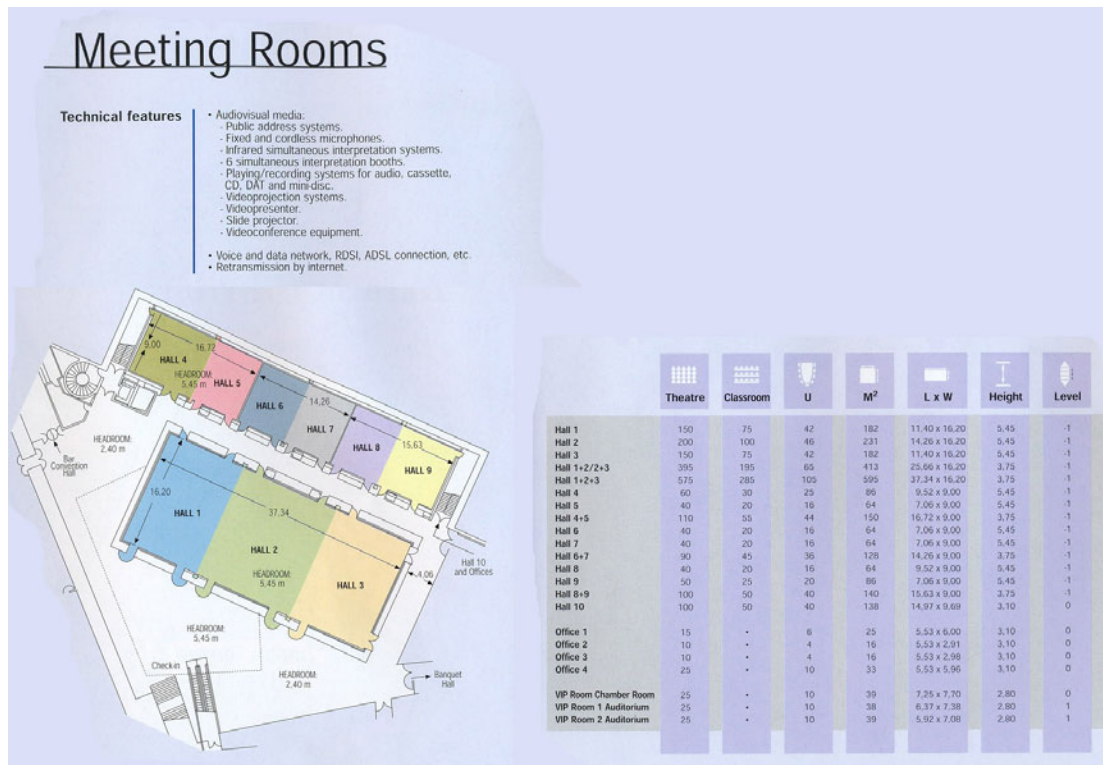 Meeting Rooms
Technical features
• Audiovisual media:
- Public address systems.
- Fixed and cordless microphones.
- Infrared simultaneous interpretation systems.
- 6 simultaneous interpretation booths.
- Playing/recording systems for audio, cassette,
CD, DAT and mini-disc.
- Videoprojection systems.
- Videopresenter.
- Slide projector.
- Videoconference equipment.
• Voice and data network, RDSI, ADSL connection, etc.
• Retransmission by internet.
9,00
16,72
HALL 4
HEADROOM:
5,45 m
HALL 5
HALL 6
14,26
HALL 7
HALL 8
15,63
HALL 9
HEADROOM:
2,40 m
Bar
Convention
Hall
16,20
HALL 1
37,34
HALL 2
HEADROOM:
5,45 m
HALL 3
4,06
Hall 10
and Offices
HEADROOM:
5,45 m
Check-in
HEADROOM:
2,40 m
Banquet
Hall
Theatre Classroom U M² L x W Height Level
Hall 1 150 75 42 182 11,40 x 16,20 5,45 -1
Hall 2 200 100 46 231 14,26 x 16,20 5,45 -1
Hall 3 150 75 42 182 11,40 x 16,20 5,45 -1
Hall 1+2/2+3 395 195 65 413 25,66 x 16,20 3,75 -1
Hall 1+2+3 575 285 105 595 37,34 x 16,20 3,75 -1
Hall 4 60 30 25 86 9,52 x 9,00 5,45 -1
Hall 5 40 20 16 64 7,06 x 9,00 5,45 -1
Hall 4+5 110 55 44 150 16,72 x 9,00 3,75 -1
Hall 6 40 20 16 64 7,06 x 9,00 5,45 -1
Hall 7 40 20 16 64 7,06 x 9,00 5,45 -1
Hall 6+7 90 45 36 128 14,26 x 9,00 3,75 -1
Hall 8 40 20 16 64 9,52 x 9,00 5,45 -1
Hall 9 50 25 20 86 7,06 x 9,00 5,45 -1
Hall 8+9 100 50 40 140 15,63 x 9,00 3,75 -1
Hall 10 100 50 40 138 14,97 x 9,69 3,10 0
Office 1 15 • 6 25 5,53 x 6,00 3,10 0
Office 2 10 • 4 16 5,53 x 2,91 3,10 0
Office 3 10 • 4 16 5,53 x 2,98 3,10 0
Office 4 25 • 10 33 5,53 x 5,96 3,10 0
VIP Room Chamber Room 25 • 10 39 7,25 x 7,70 2.80 0
VIP Room 1 Auditorium 25 • 10 38 6,37 x 7.38 2.80 1
VIP Room 2 Auditorium 25 • 10 39 5,92 x 7.08 2.80 1